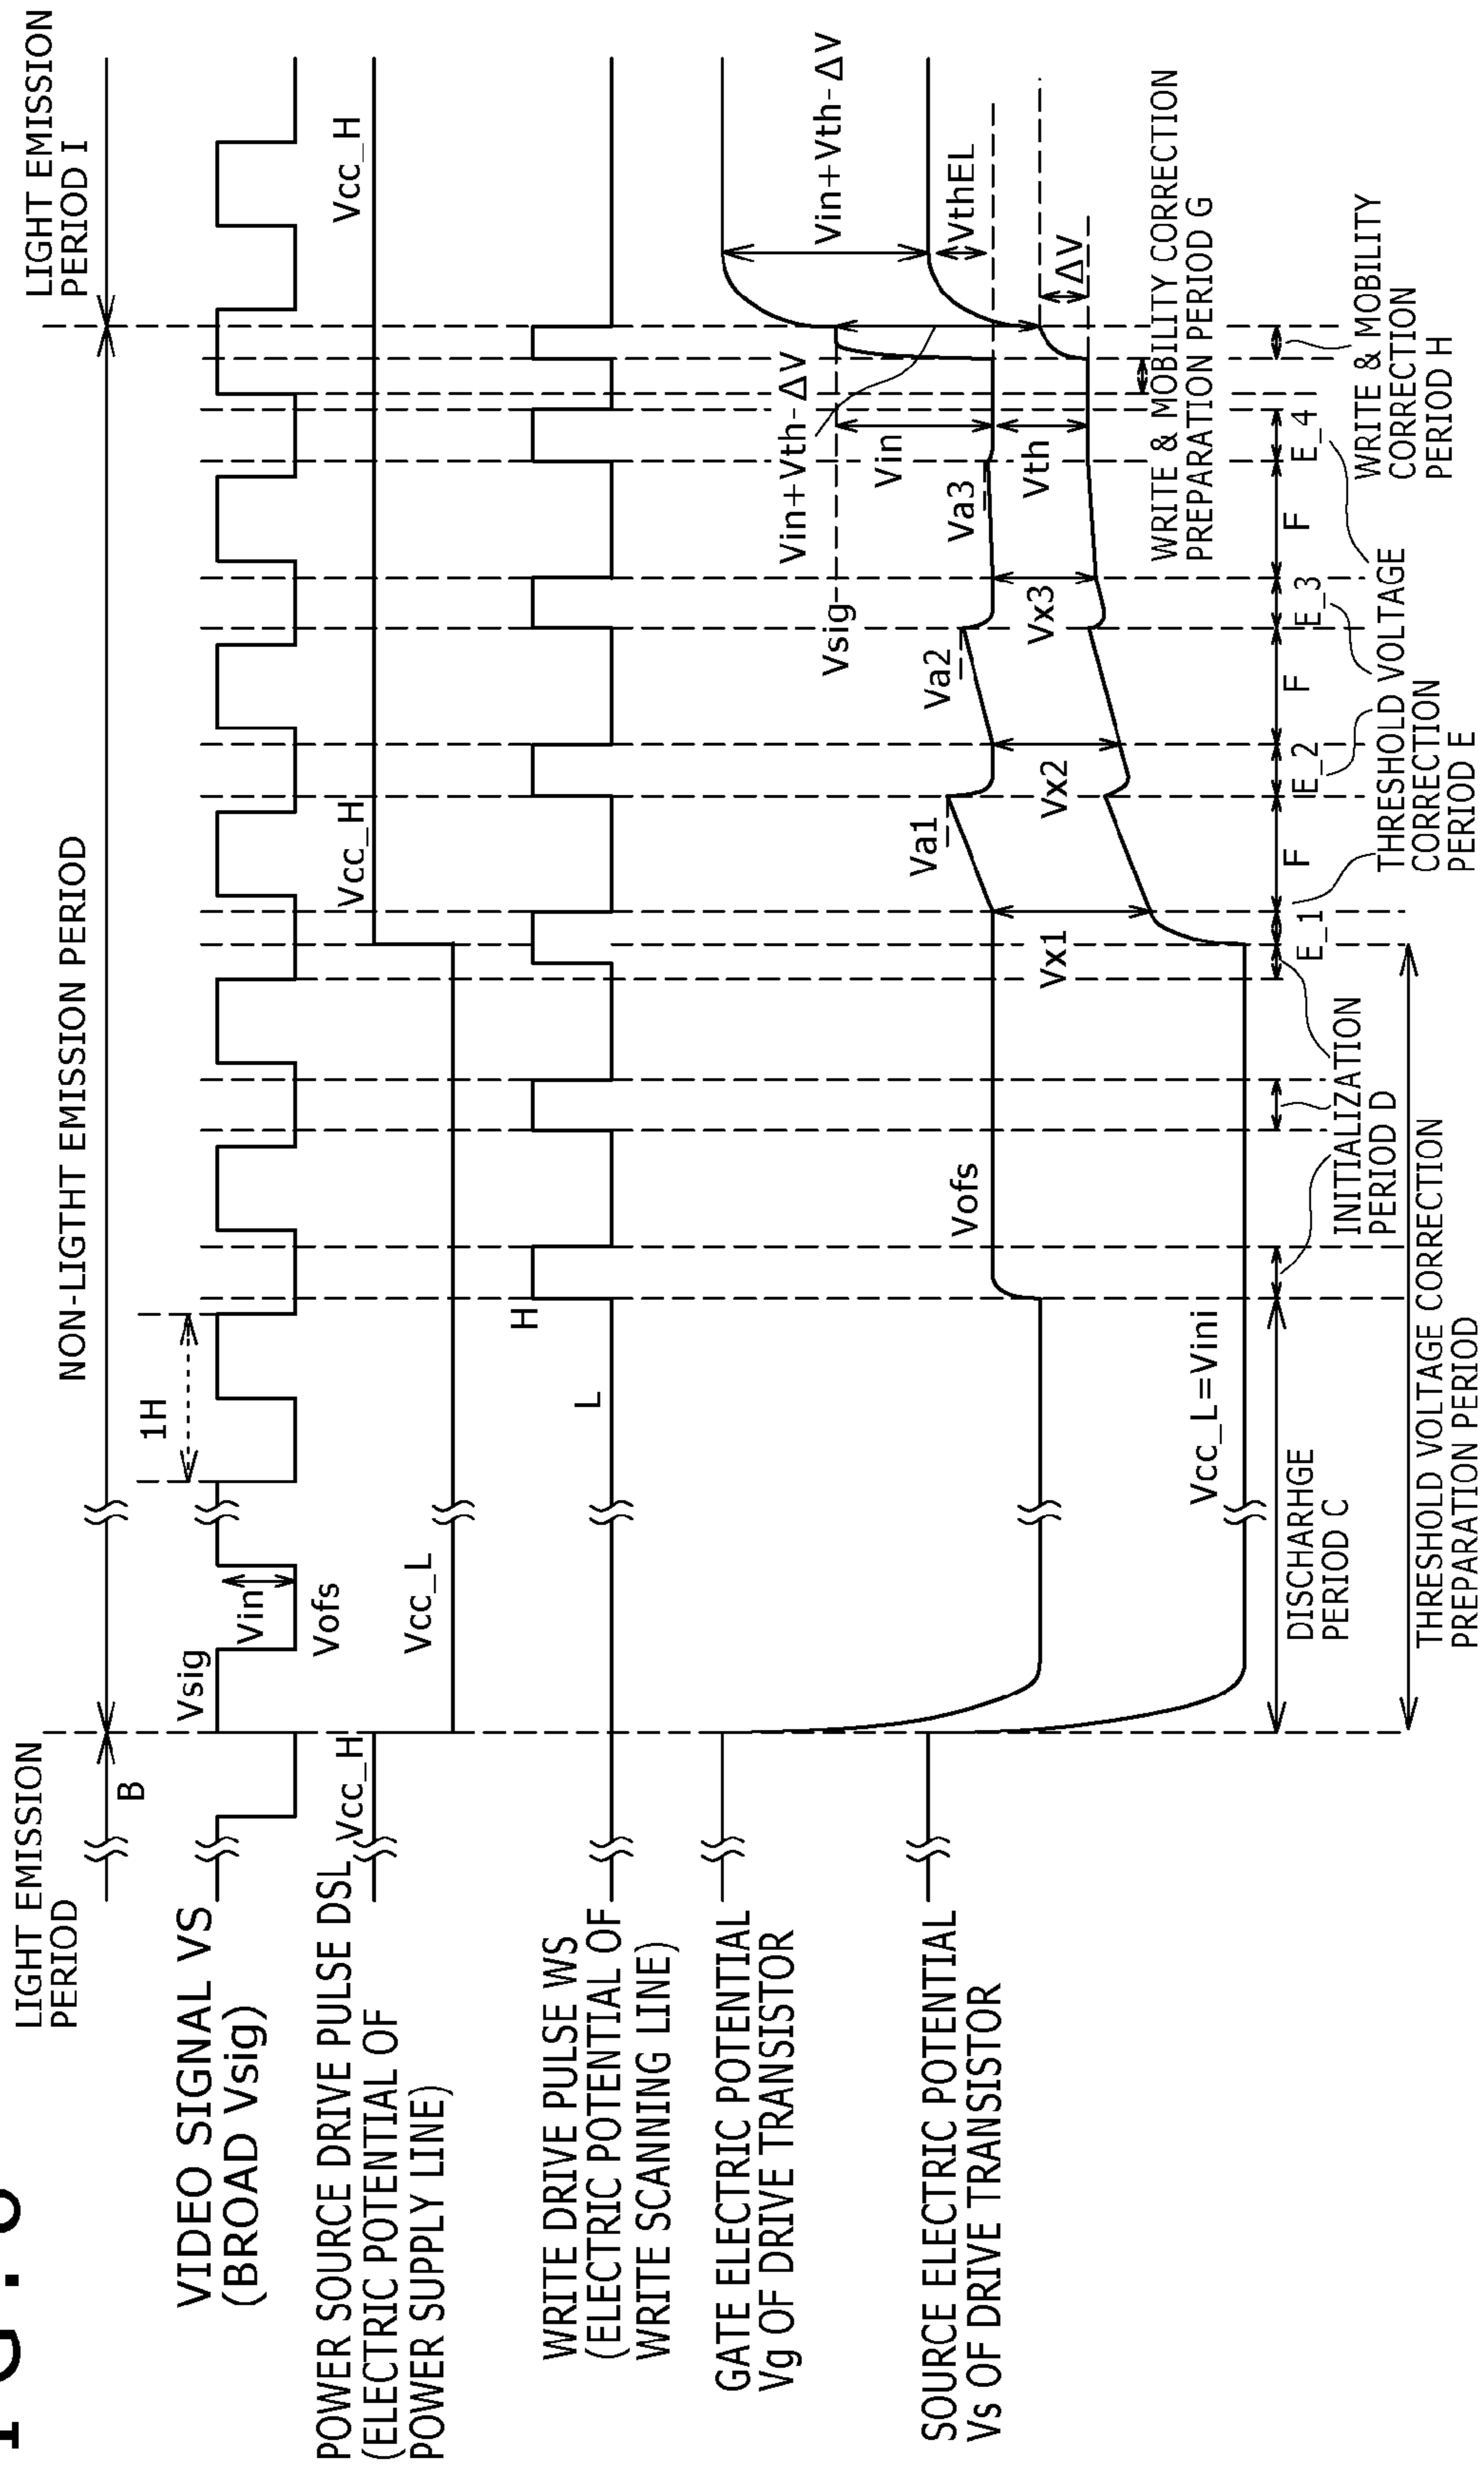 LIGHT EMISSION
PERIOD
B
NON-LIGTHT EMISSION PERIOD
LIGHT EMISSION
PERIOD I
VIDEO SIGNAL VS
(BROAD Vsig)
Vsig
Vin
Vofs
1H
POWER SOURCE DRIVE PULSE DSL
(ELECTRIC POTENTIAL OF
POWER SUPPLY LINE)
Vcc_H
Vcc_L
Vcc_H
Vcc_H
WRITE DRIVE PULSE WS
(ELECTRIC POTENTIAL OF
WRITE SCANNING LINE)
L
H
GATE ELECTRIC POTENTIAL
Vg OF DRIVE TRANSISTOR
Vofs
Va1
Va2
Va3
Vsig
Vin
Vin+Vth-ΔV
Vin+Vth-ΔV
SOURCE ELECTRIC POTENTIAL
Vs OF DRIVE TRANSISTOR
Vcc_L=Vini
Vx1
Vx2
Vx3
Vth
VthEL
ΔV
WRITE & MOBILITY CORRECTION
PREPARATION PERIOD G
DISCHARHGE
PERIOD C
INITIALIZATION
PERIOD D
E_1
F
E_2
F
E_3
F
E_4
THRESHOLD VOLTAGE
CORRECTION
PERIOD E
WRITE & MOBILITY
CORRECTION
PERIOD H
THRESHOLD VOLTAGE CORRECTION
PREPARATION PERIOD